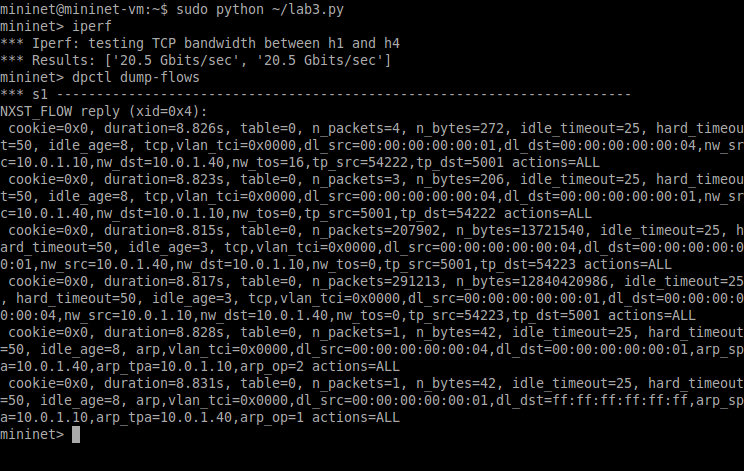 mininet@mininet-vm:~$ sudo python ~/lab3.py
mininet> iperf
*** Iperf: testing TCP bandwidth between h1 and h4
*** Results: ['20.5 Gbits/sec', '20.5 Gbits/sec']
mininet> dpctl dump-flows
*** s1 ------------------------------------------------------------------------
NXST_FLOW reply (xid=0x4):
 cookie=0x0, duration=8.826s, table=0, n_packets=4, n_bytes=272, idle_timeout=25, hard_timeou
t=50, idle_age=8, tcp,vlan_tci=0x0000,dl_src=00:00:00:00:00:01,dl_dst=00:00:00:00:00:04,nw_sr
c=10.0.1.10,nw_dst=10.0.1.40,nw_tos=16,tp_src=54222,tp_dst=5001 actions=ALL
 cookie=0x0, duration=8.823s, table=0, n_packets=3, n_bytes=206, idle_timeout=25, hard_timeou
t=50, idle_age=8, tcp,vlan_tci=0x0000,dl_src=00:00:00:00:00:04,dl_dst=00:00:00:00:00:01,nw_sr
c=10.0.1.40,nw_dst=10.0.1.10,nw_tos=0,tp_src=5001,tp_dst=54222 actions=ALL
 cookie=0x0, duration=8.815s, table=0, n_packets=207902, n_bytes=13721540, idle_timeout=25, h
ard_timeout=50, idle_age=3, tcp,vlan_tci=0x0000,dl_src=00:00:00:00:00:04,dl_dst=00:00:00:00:0
0:01,nw_src=10.0.1.40,nw_dst=10.0.1.10,nw_tos=0,tp_src=5001,tp_dst=54223 actions=ALL
 cookie=0x0, duration=8.817s, table=0, n_packets=291213, n_bytes=12840420986, idle_timeout=25
, hard_timeout=50, idle_age=3, tcp,vlan_tci=0x0000,dl_src=00:00:00:00:00:01,dl_dst=00:00:00:0
0:00:04,nw_src=10.0.1.10,nw_dst=10.0.1.40,nw_tos=0,tp_src=54223,tp_dst=5001 actions=ALL
 cookie=0x0, duration=8.828s, table=0, n_packets=1, n_bytes=42, idle_timeout=25, hard_timeout
=50, idle_age=8, arp,vlan_tci=0x0000,dl_src=00:00:00:00:00:04,dl_dst=00:00:00:00:00:01,arp_sp
a=10.0.1.40,arp_tpa=10.0.1.10,arp_op=2 actions=ALL
 cookie=0x0, duration=8.831s, table=0, n_packets=1, n_bytes=42, idle_timeout=25, hard_timeout
=50, idle_age=8, arp,vlan_tci=0x0000,dl_src=00:00:00:00:00:01,dl_dst=ff:ff:ff:ff:ff:ff,arp_sp
a=10.0.1.10,arp_tpa=10.0.1.40,arp_op=1 actions=ALL
mininet>